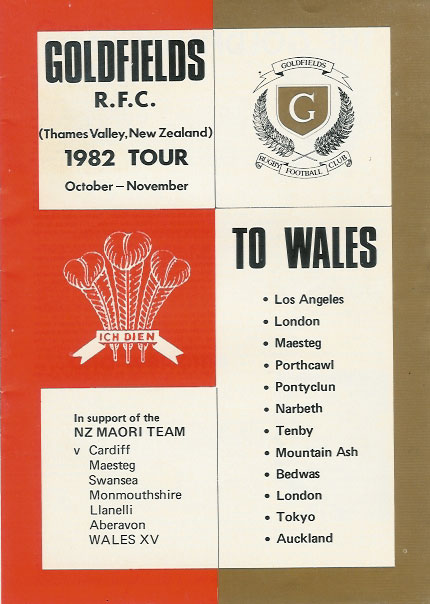 GOLDFIELDS
R.F.C.
(Thames Valley, New Zealand)
1982 TOUR
October – November
GOLDFIELDS
G
RUGBY FOOTBALL CLUB
ICH DIEN
TO WALES
• Los Angeles
• London
• Maesteg
• Porthcawl
• Pontyclun
• Narbeth
• Tenby
• Mountain Ash
• Bedwas
• London
• Tokyo
• Auckland
In support of the
NZ MAORI TEAM
v Cardiff
Maesteg
Swansea
Monmouthshire
Llanelli
Aberavon
WALES XV